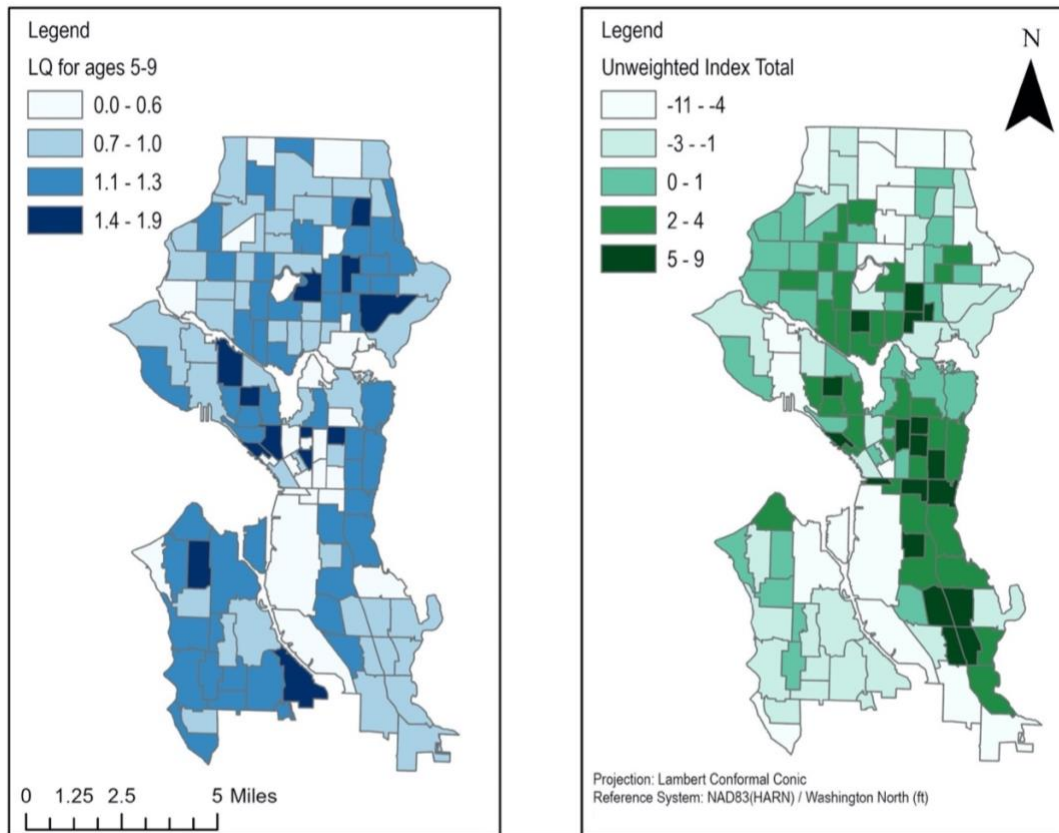 Legend
LQ for ages 5-9
0.0 - 0.6
0.7 - 1.0
1.1 - 1.3
1.4 - 1.9
0 1.25 2.5 5 Miles
Legend
Unweighted Index Total
-11 - -4
-3 - -1
0 - 1
2 - 4
5 - 9
N
Projection: Lambert Conformal Conic
Reference System: NAD83(HARN) / Washington North (ft)